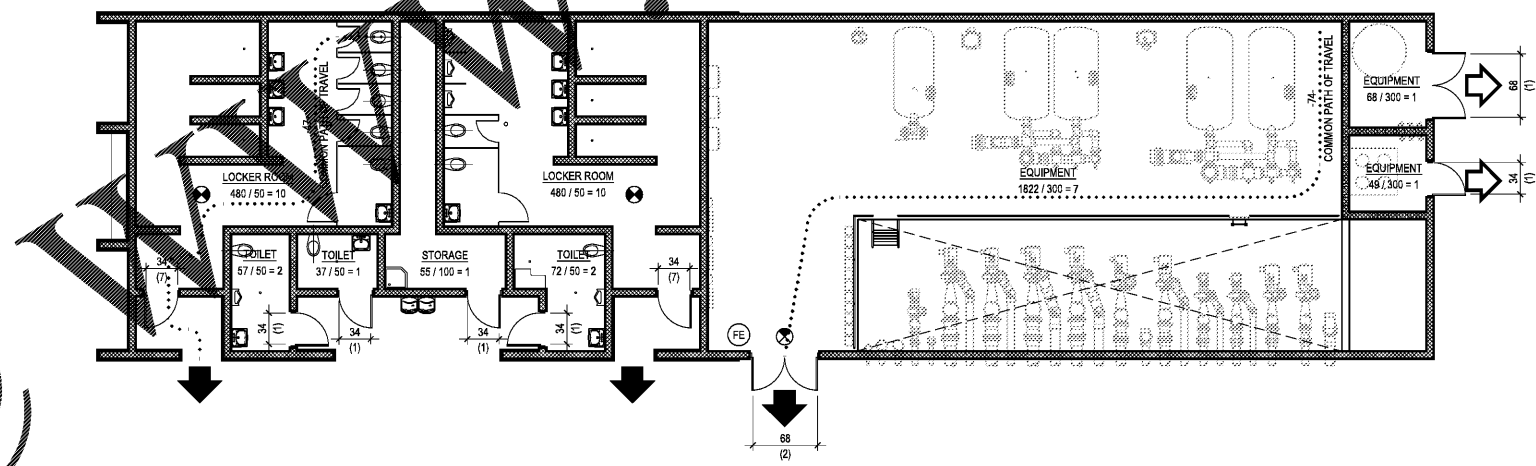 WWW.
47
COMMON PATH OF TRAVEL
LOCKER ROOM
480 / 50 = 10
LOCKER ROOM
480 / 50 = 10
-74-
COMMON PATH OF TRAVEL
EQUIPMENT
1822 / 300 = 7
EQUIPMENT
68 / 300 = 1
68
(1)
EQUIPMENT
49 / 300 = 1
34
(1)
34
(7)
TOILET
57 / 50 = 2
TOILET
37 / 50 = 1
STORAGE
55 / 100 = 1
TOILET
72 / 50 = 2
34
(7)
34
(1)
34
(1)
34
(1)
34
(1)
FE
68
(2)